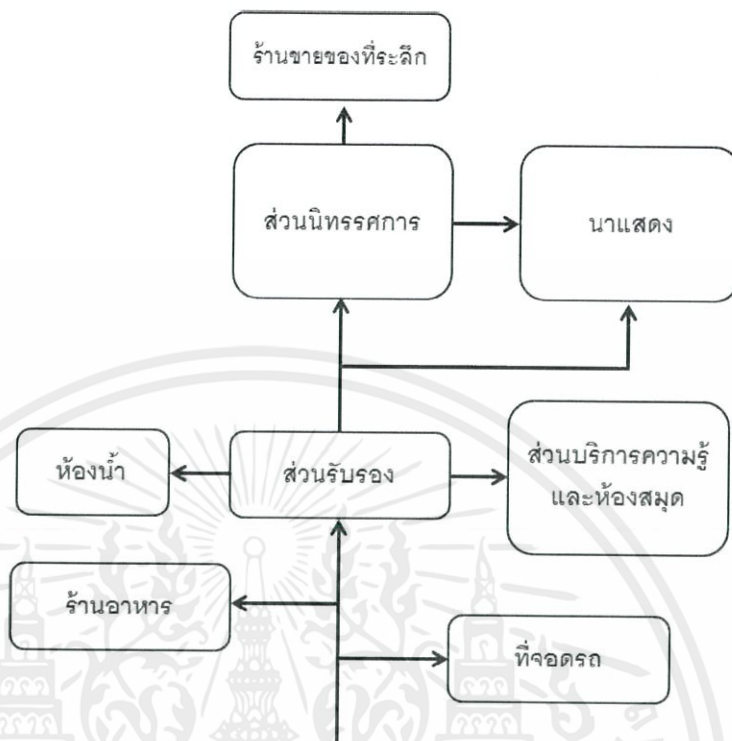 ร้านขายของที่ระลึก
ส่วนนิทรรศการ
นาแสดง
ห้องน้ำ
ส่วนรับรอง
ส่วนบริการความรู้
และห้องสมุด
ร้านอาหาร
ที่จอดรถ